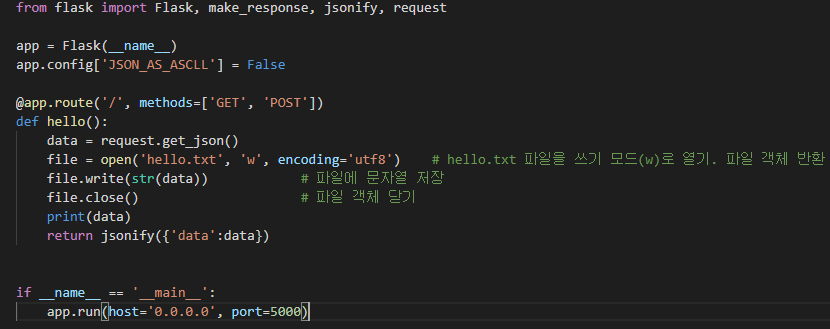 from flask import Flask, make_response, jsonify, request
app = Flask(__name__)
app.config['JSON_AS_ASCLL'] = False
@app.route('/', methods=['GET', 'POST'])
def hello():
    data = request.get_json()
    file = open('hello.txt', 'w', encoding='utf8')    # hello.txt 파일을 쓰기 모드(w)로 열기. 파일 객체 반환
    file.write(str(data))            # 파일에 문자열 저장
    file.close()                     # 파일 객체 닫기
    print(data)
    return jsonify({'data':data})
if __name__ == '__main__':
    app.run(host='0.0.0.0', port=5000)